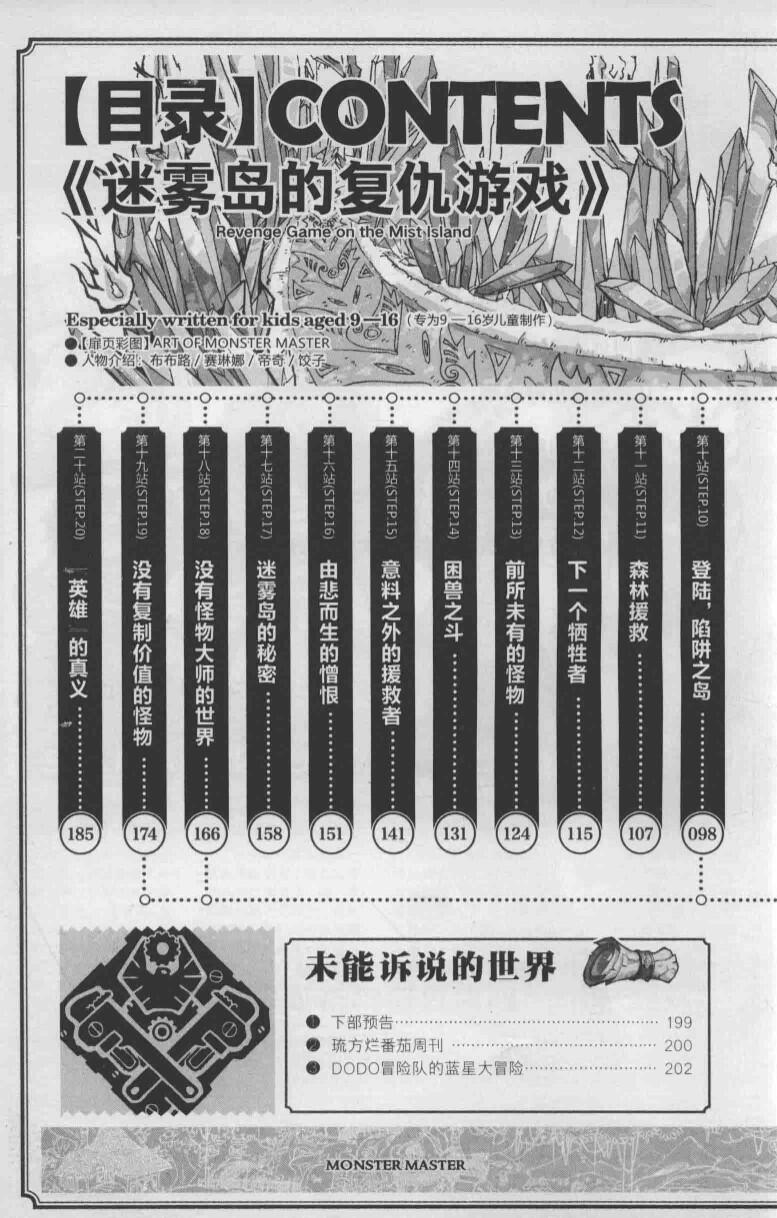 【目录】CONTENTS
《迷雾岛的复仇游戏》
Revenge Game on the Mist Island
Especially written for kids aged 9—16（专为9—16岁儿童制作）
●【扉页彩图】ART OF MONSTER MASTER
● 人物介绍：布布路 / 赛琳娜 / 帝奇 / 饺子
第十站(STEP.10) 登陆，陷阱之岛 098
第十一站(STEP.11) 森林援救 107
第十二站(STEP.12) 下一个牺牲者 115
第十三站(STEP.13) 前所未有的怪物 124
第十四站(STEP.14) 困兽之斗 131
第十五站(STEP.15) 意料之外的援救者 141
第十六站(STEP.16) 由悲而生的憎恨 151
第十七站(STEP.17) 迷雾岛的秘密 158
第十八站(STEP.18) 没有怪物大师的世界 166
第十九站(STEP.19) 没有复制价值的怪物 174
第二十站(STEP.20) “英雄”的真义 185
未能诉说的世界
❶ 下部预告 199
❷ 琉方烂番茄周刊 200
❸ DODO冒险队的蓝星大冒险 202
MONSTER MASTER